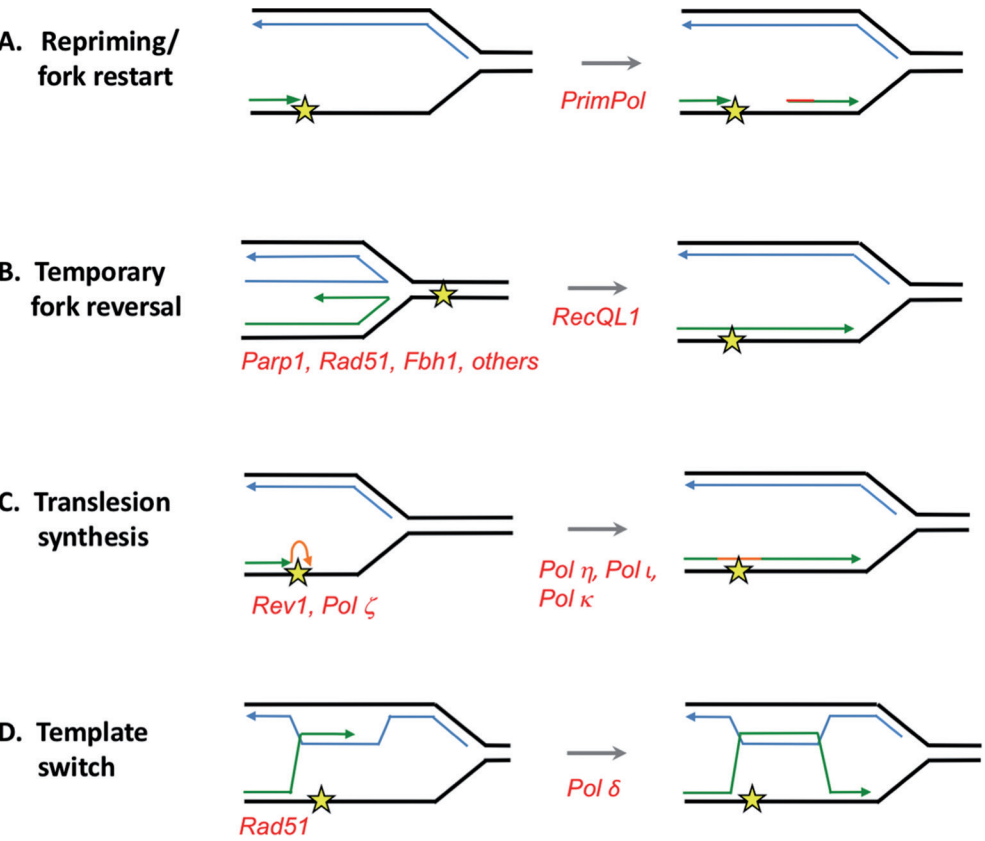 A. Repriming/
fork restart
PrimPol
B. Temporary
fork reversal
RecQL1
Parp1, Rad51, Fbh1, others
C. Translesion
synthesis
Rev1, Pol ζ
Pol η, Pol ι,
Pol κ
D. Template
switch
Rad51
Pol δ